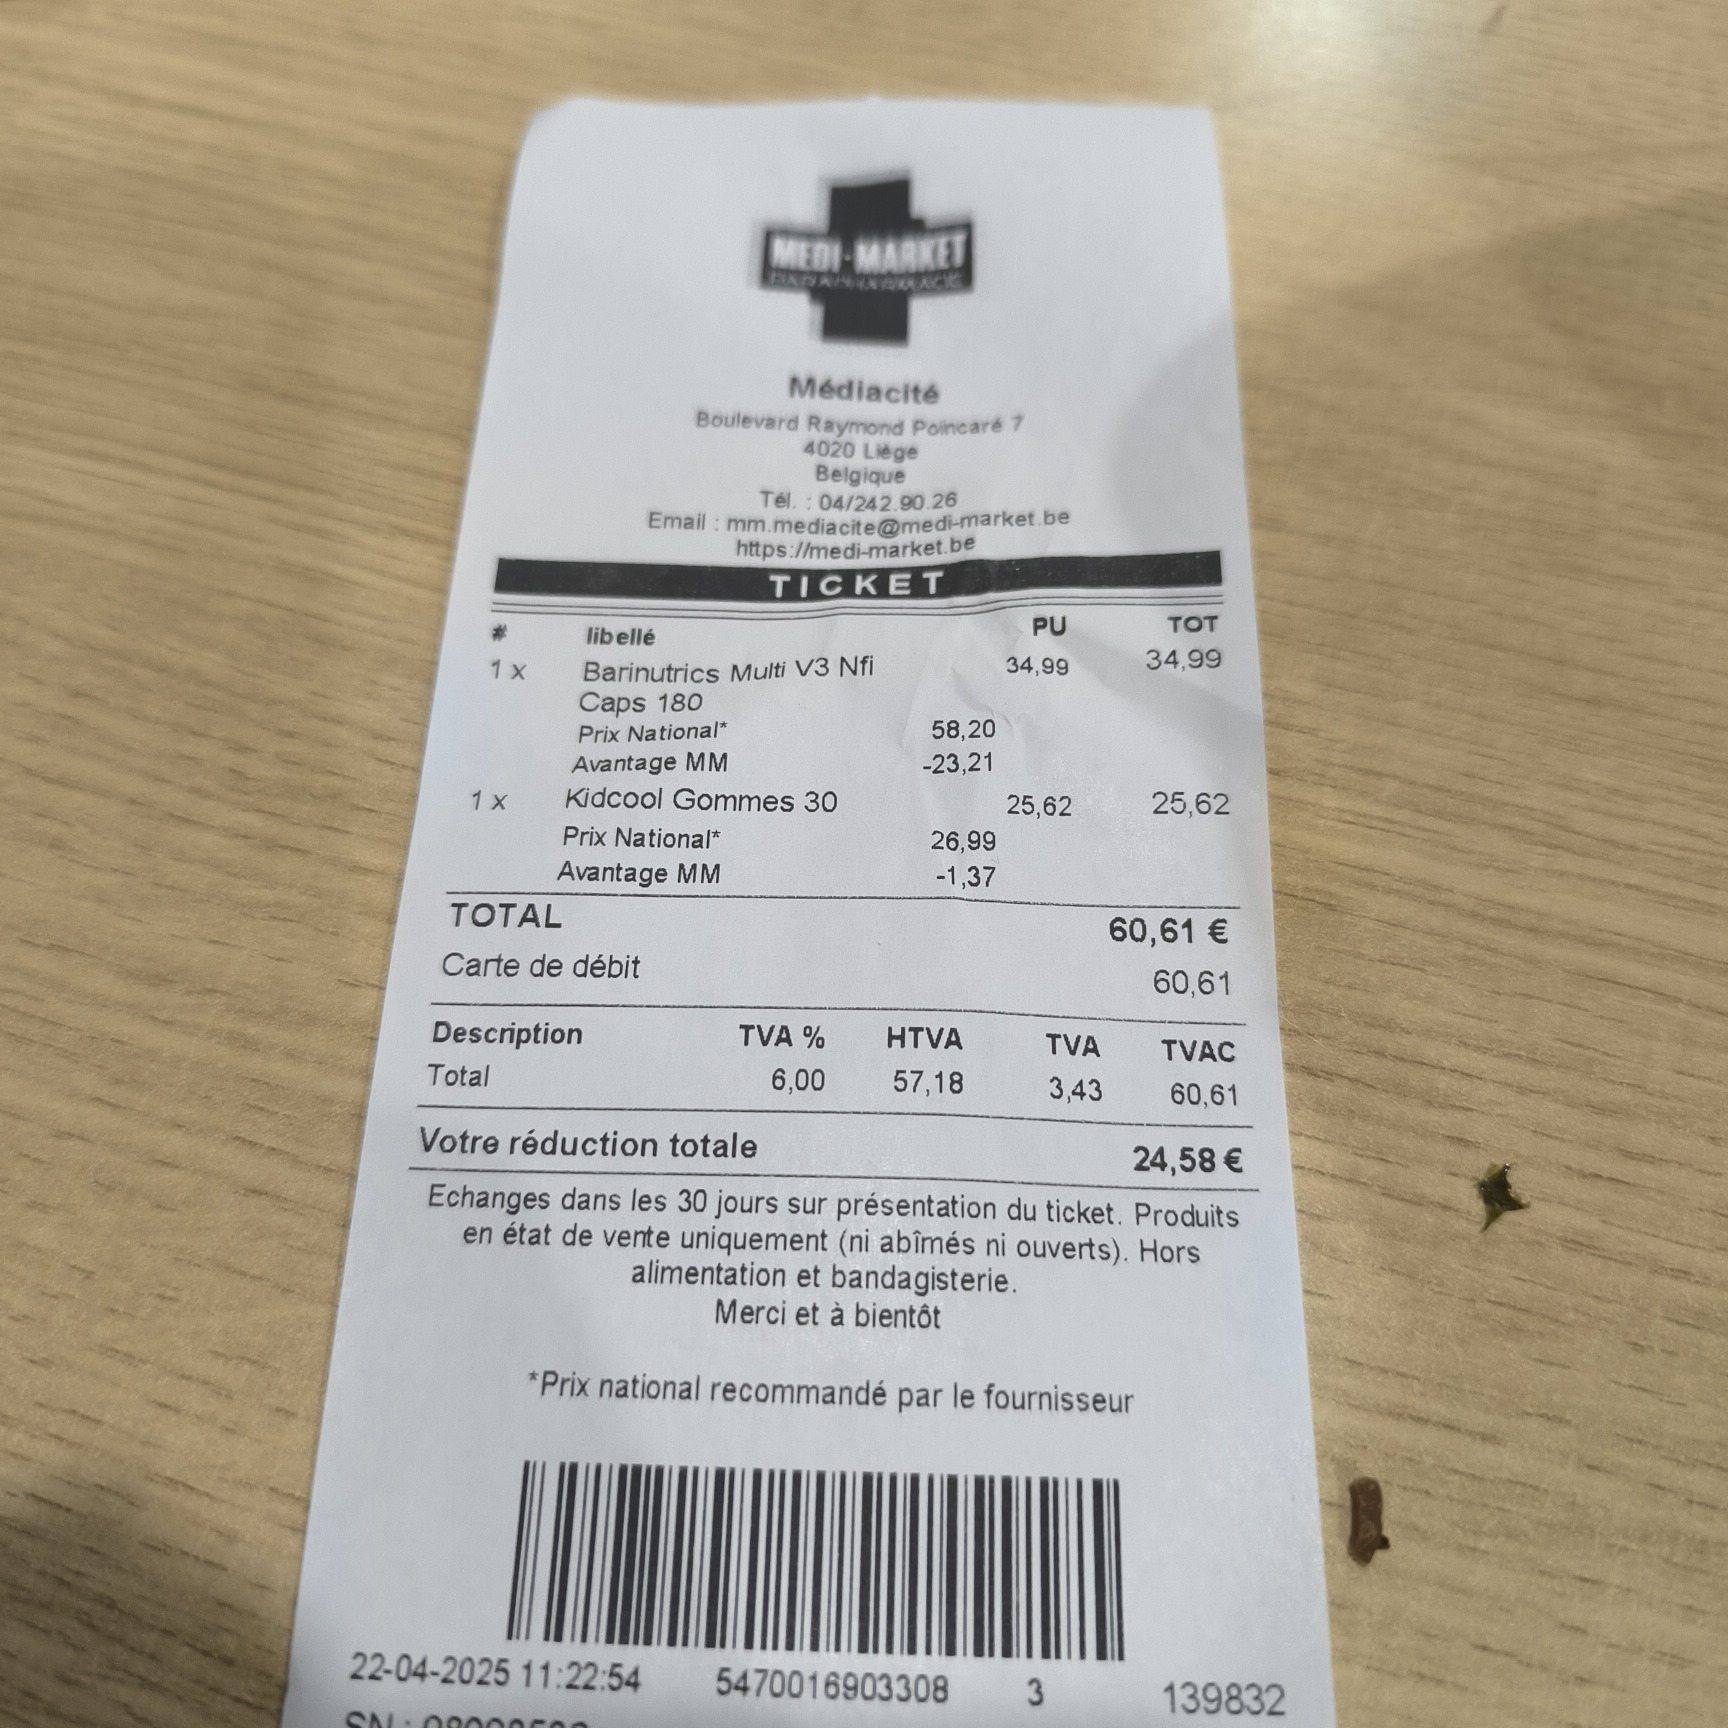 MEDI-MARKET
PARAPHARMACIE
Médiacité
Boulevard Raymond Poincaré 7
4020 Liège
Belgique
Tél. : 04/242.90.26
Email : mm.mediacite@medi-market.be
https://medi-market.be
TICKET
# libellé PU TOT
1 x Barinutrics Multi V3 Nfi 34,99 34,99
Caps 180
Prix National* 58,20
Avantage MM -23,21
1 x Kidcool Gommes 30 25,62 25,62
Prix National* 26,99
Avantage MM -1,37
TOTAL 60,61 €
Carte de débit 60,61
Description TVA % HTVA TVA TVAC
Total 6,00 57,18 3,43 60,61
Votre réduction totale 24,58 €
Echanges dans les 30 jours sur présentation du ticket. Produits
en état de vente uniquement (ni abîmés ni ouverts). Hors
alimentation et bandagisterie.
Merci et à bientôt
*Prix national recommandé par le fournisseur
22-04-2025 11:22:54 5470016903308 3 139832
SN :